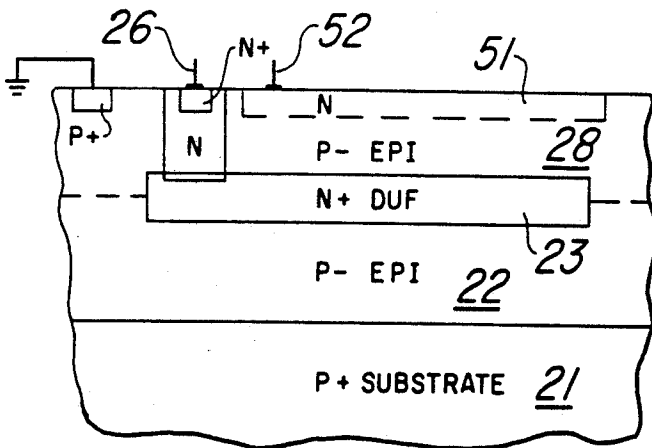 26
N+
52
51
P+
N
N
P- EPI
28
N+ DUF
23
P- EPI
22
P+ SUBSTRATE 21